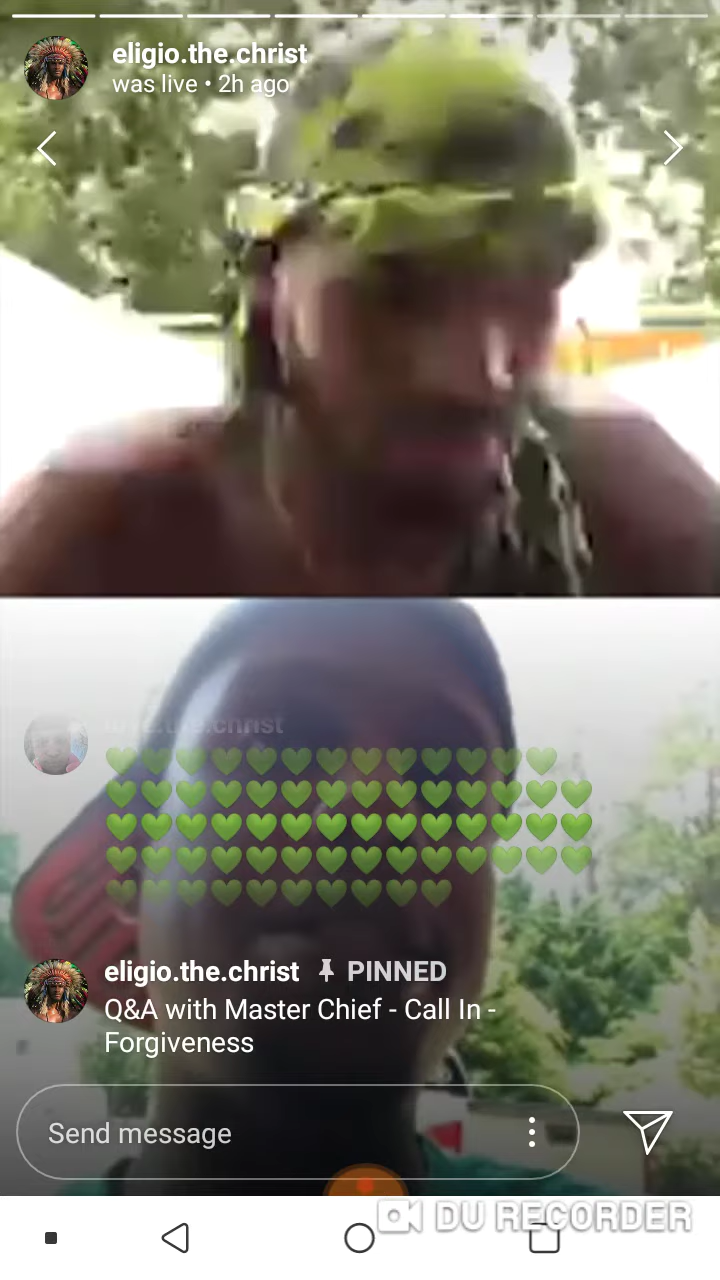 eligio.the.christ
was live • 2h ago
eligio.the.christ PINNED
Q&A with Master Chief - Call In -
Forgiveness
Send message
DU RECORDER